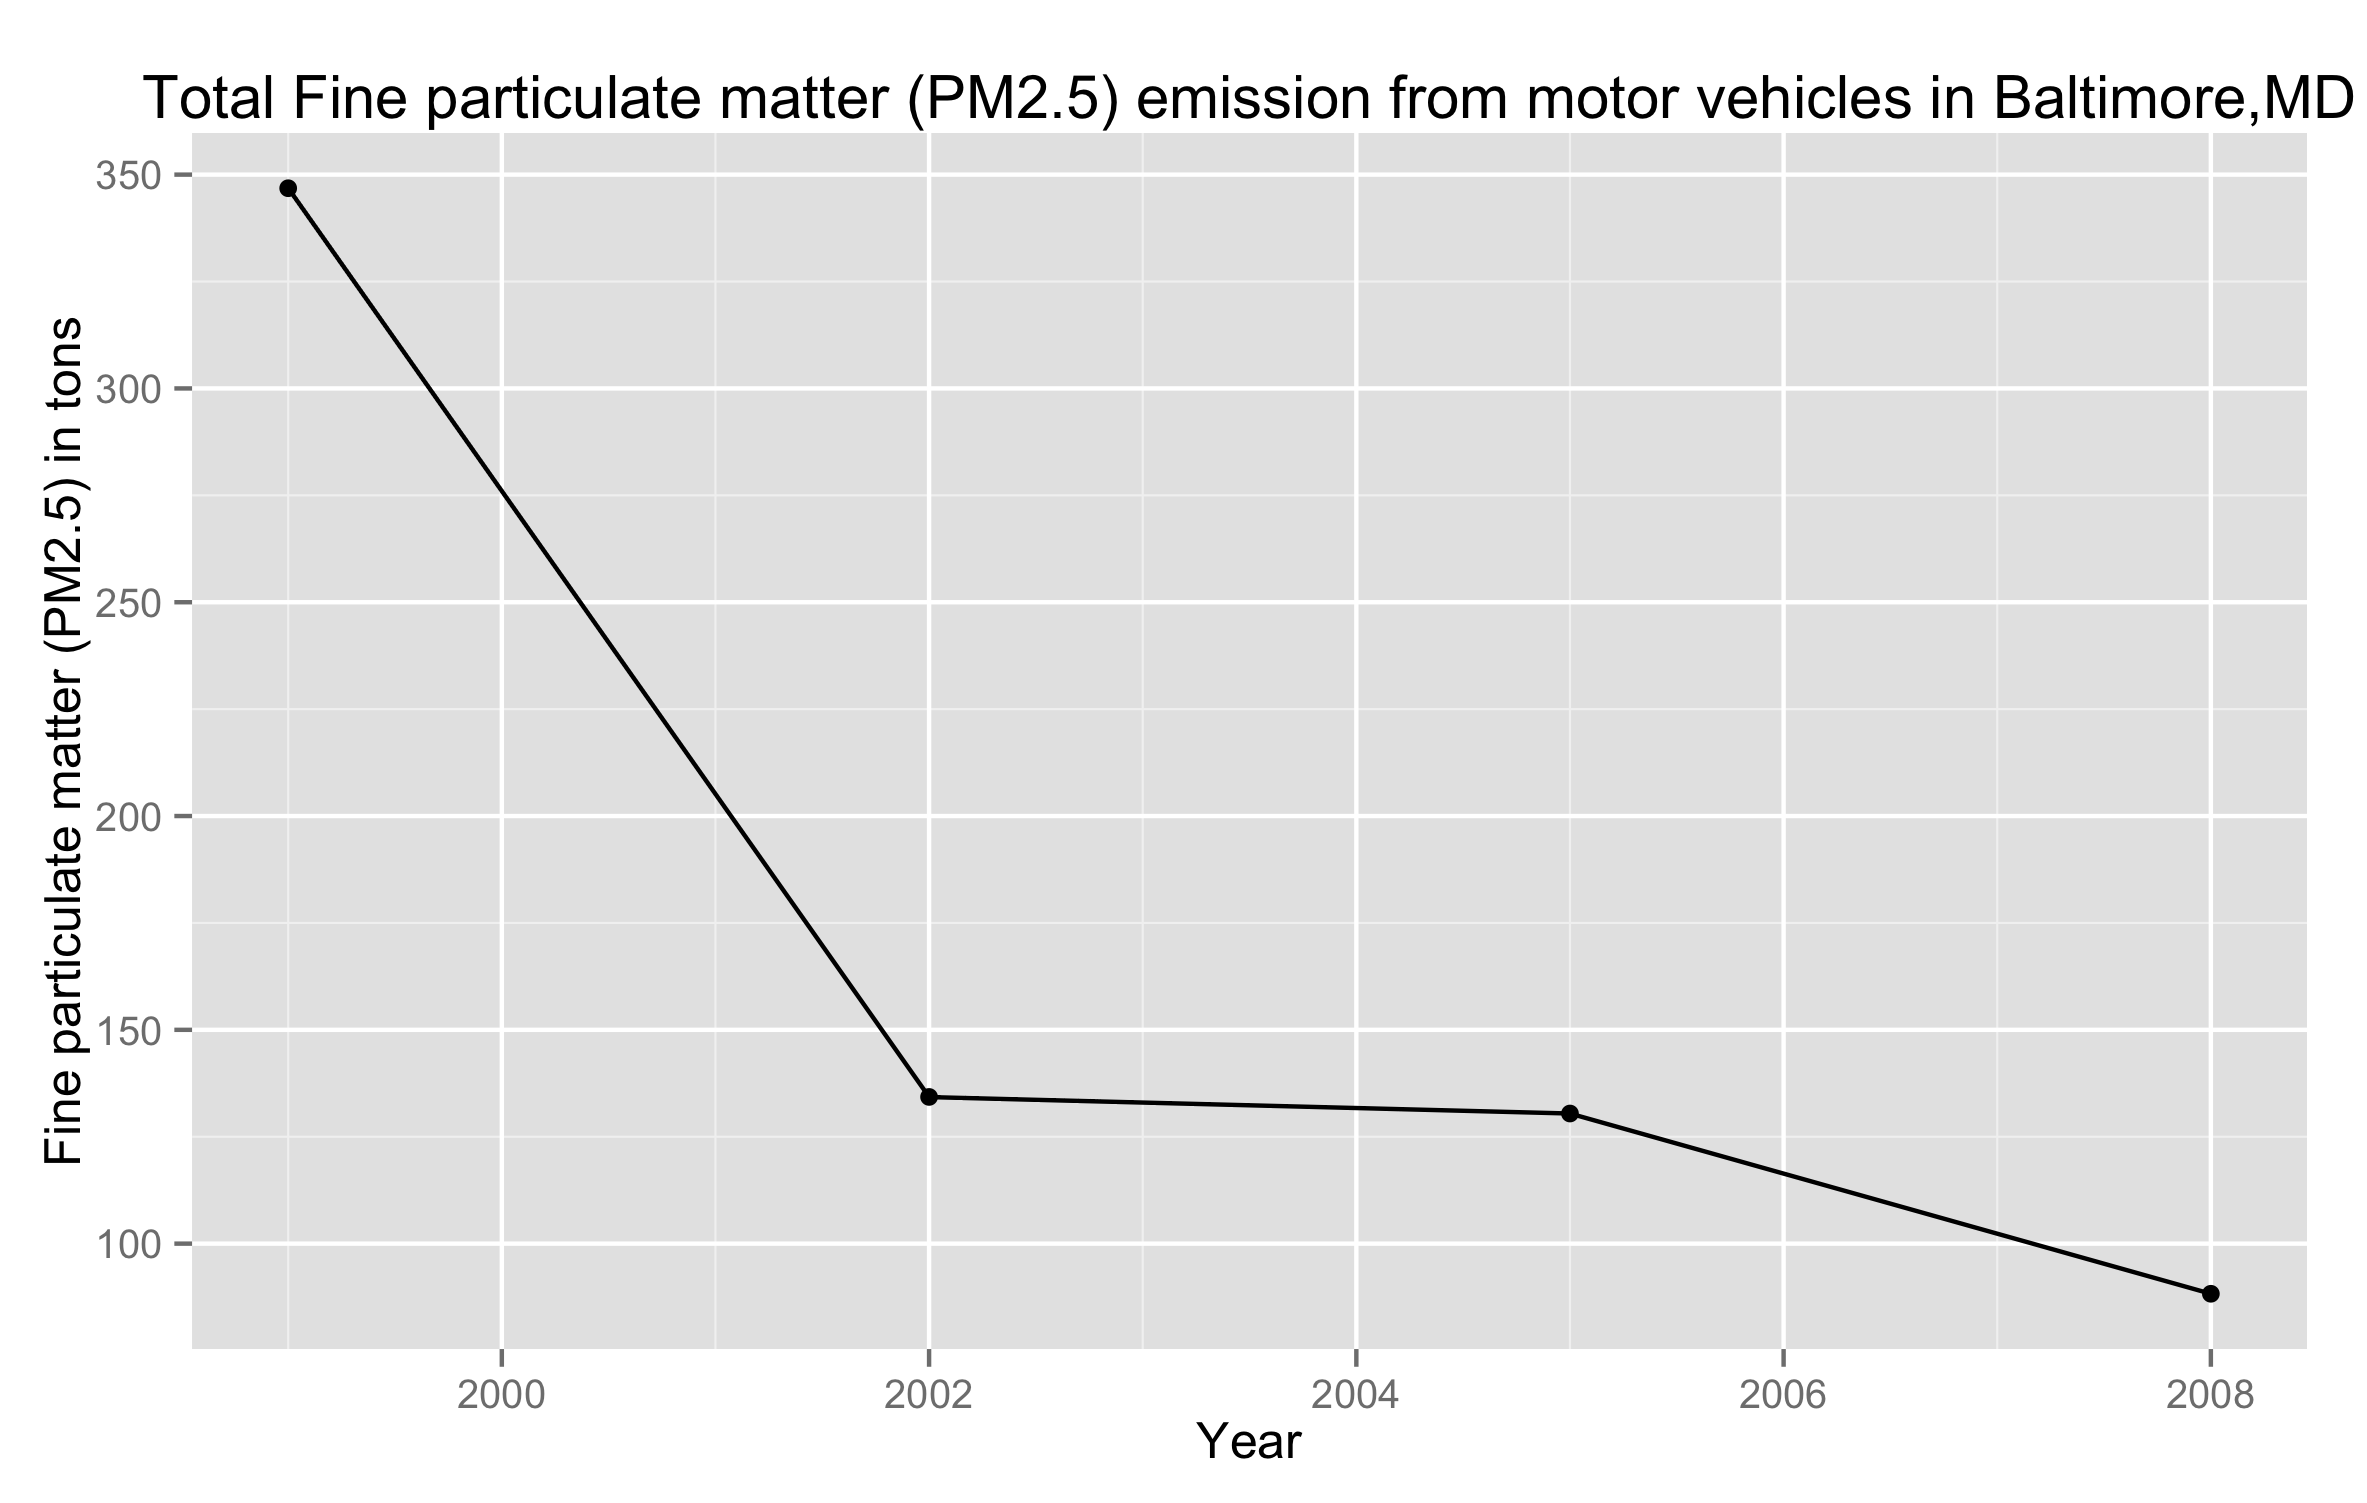 Total Fine particulate matter (PM2.5) emission from motor vehicles in Baltimore,MD
Fine particulate matter (PM2.5) in tons
350
300
250
200
150
100
2000 2002 2004 2006 2008
Year